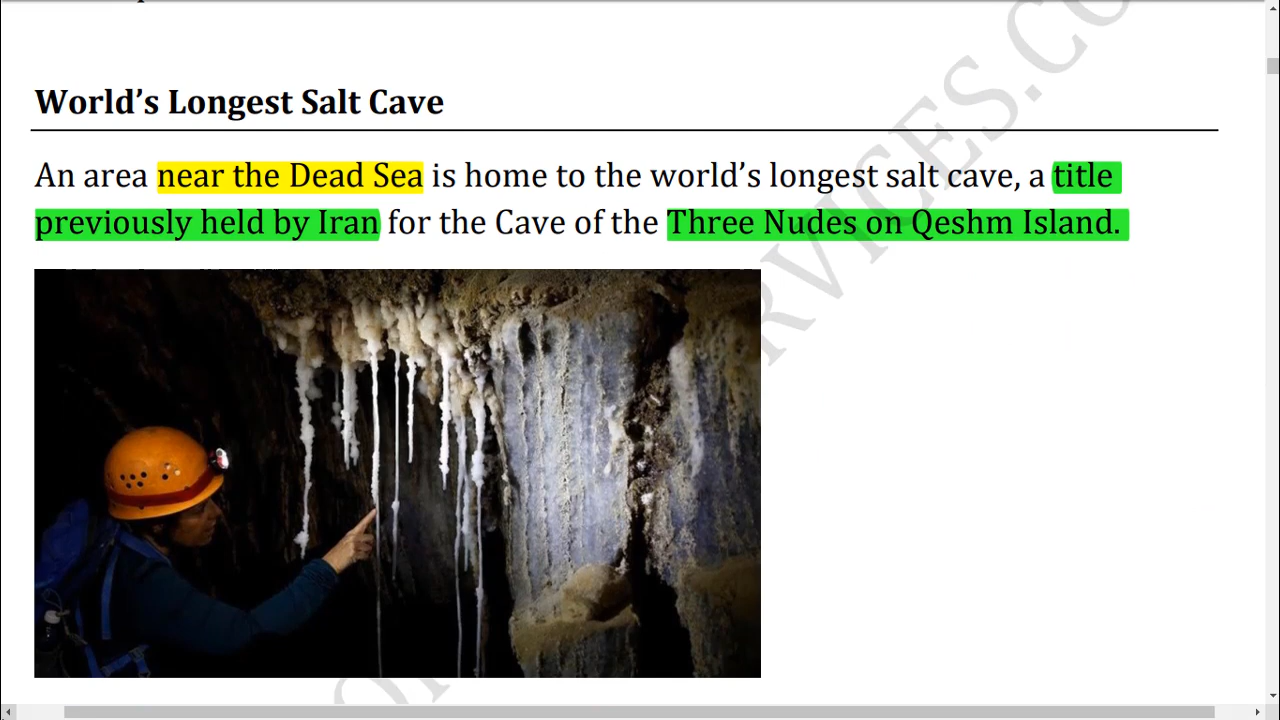 World’s Longest Salt Cave
An area near the Dead Sea is home to the world’s longest salt cave, a title
previously held by Iran for the Cave of the Three Nudes on Qeshm Island.